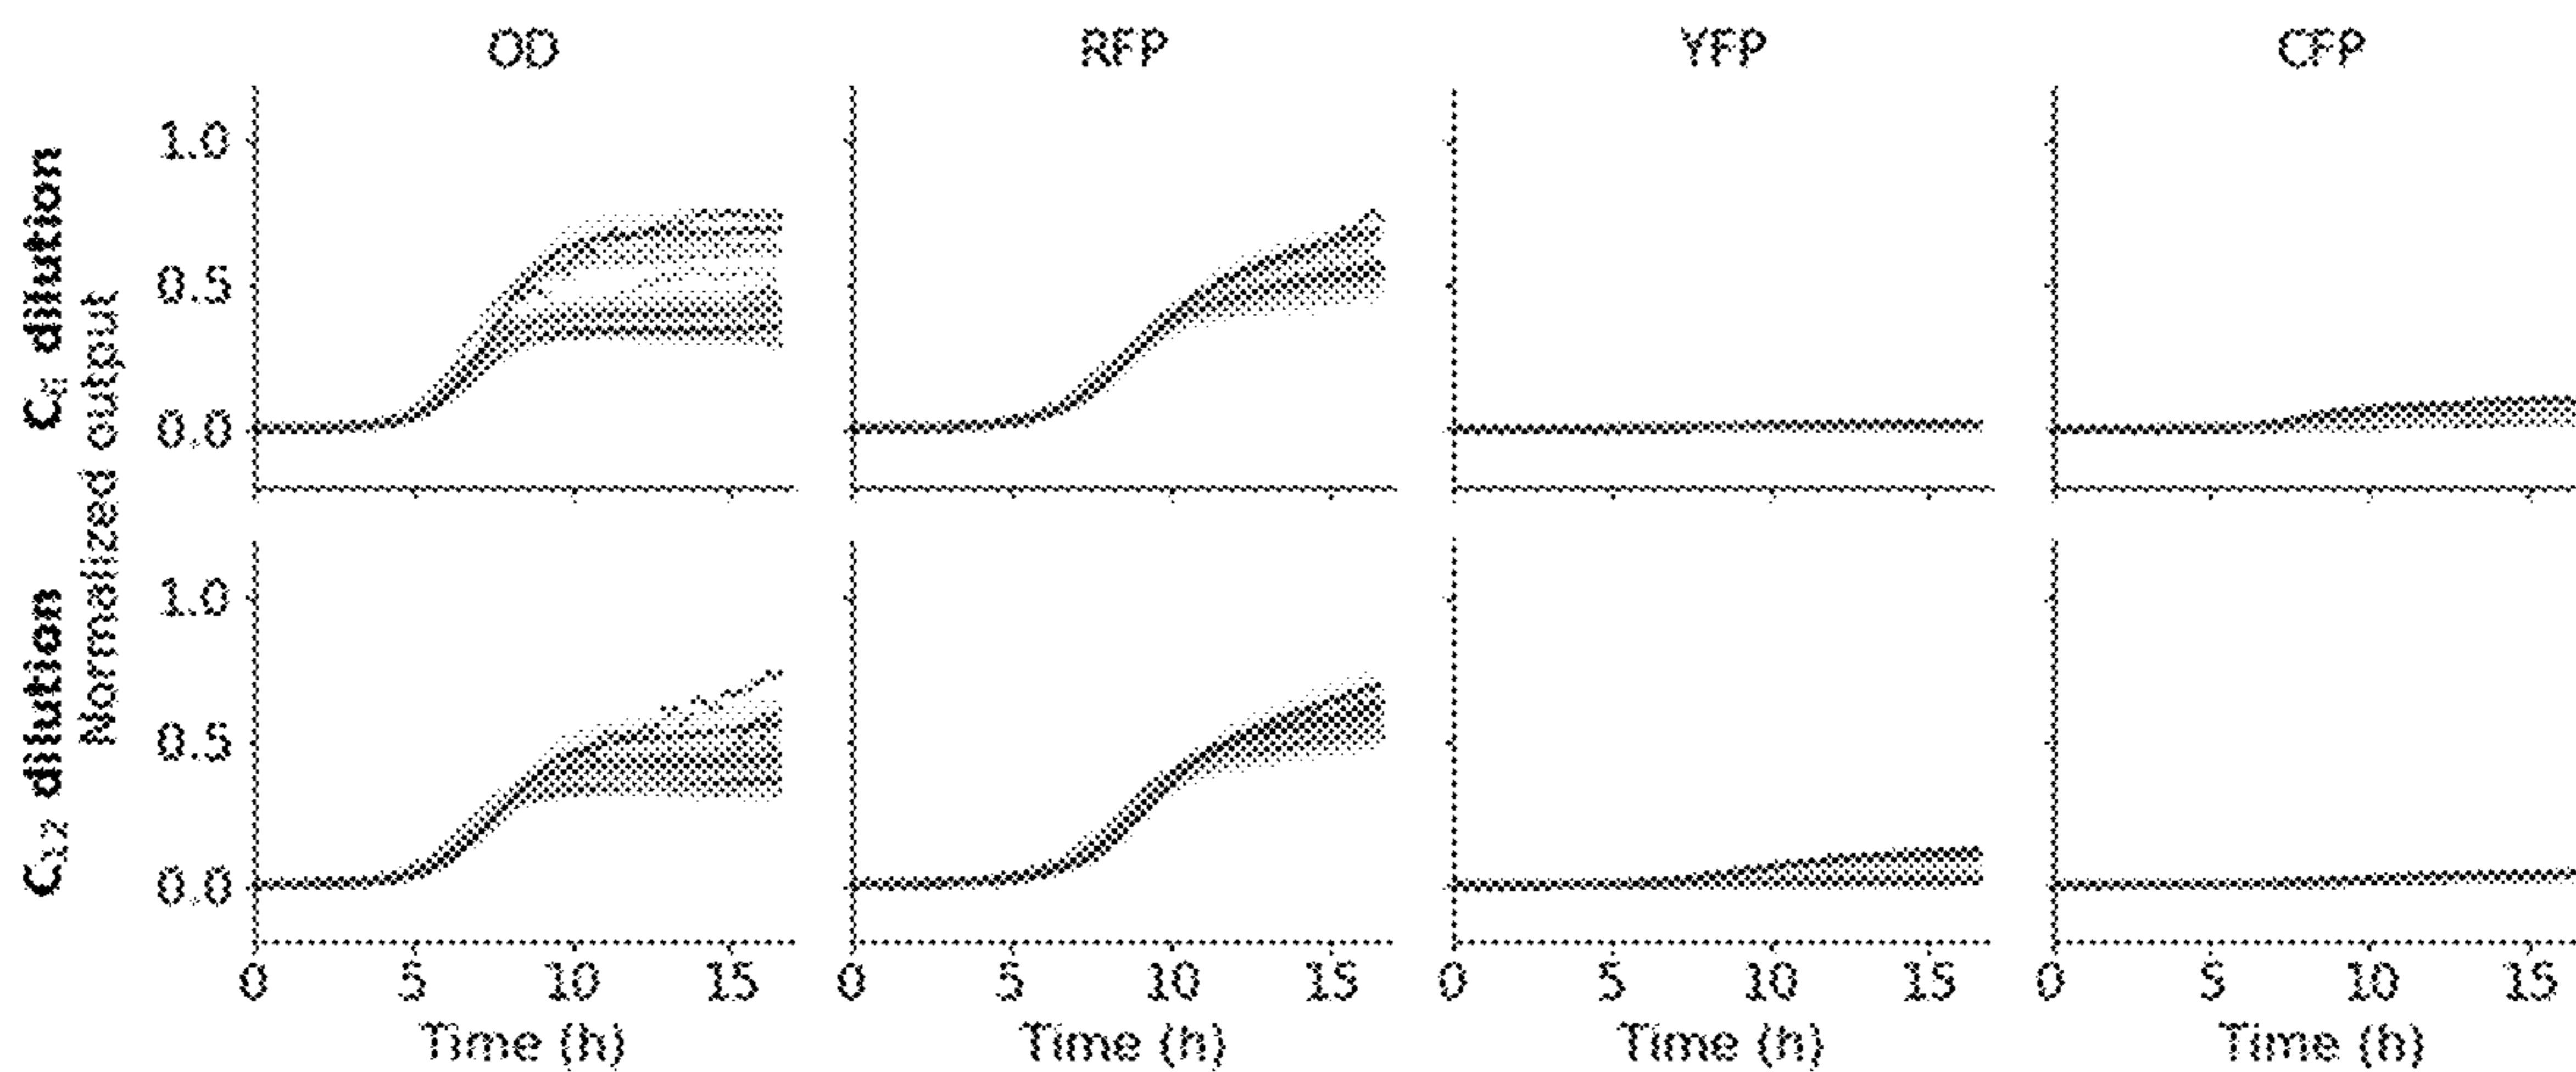 OD RFP YFP CFP
C₈ dilution
C₁₂ dilution
Normalized output
1.0
0.5
0.0
1.0
0.5
0.0
0 5 10 15 0 5 10 15 0 5 10 15 0 5 10 15
Time (h) Time (h) Time (h) Time (h)